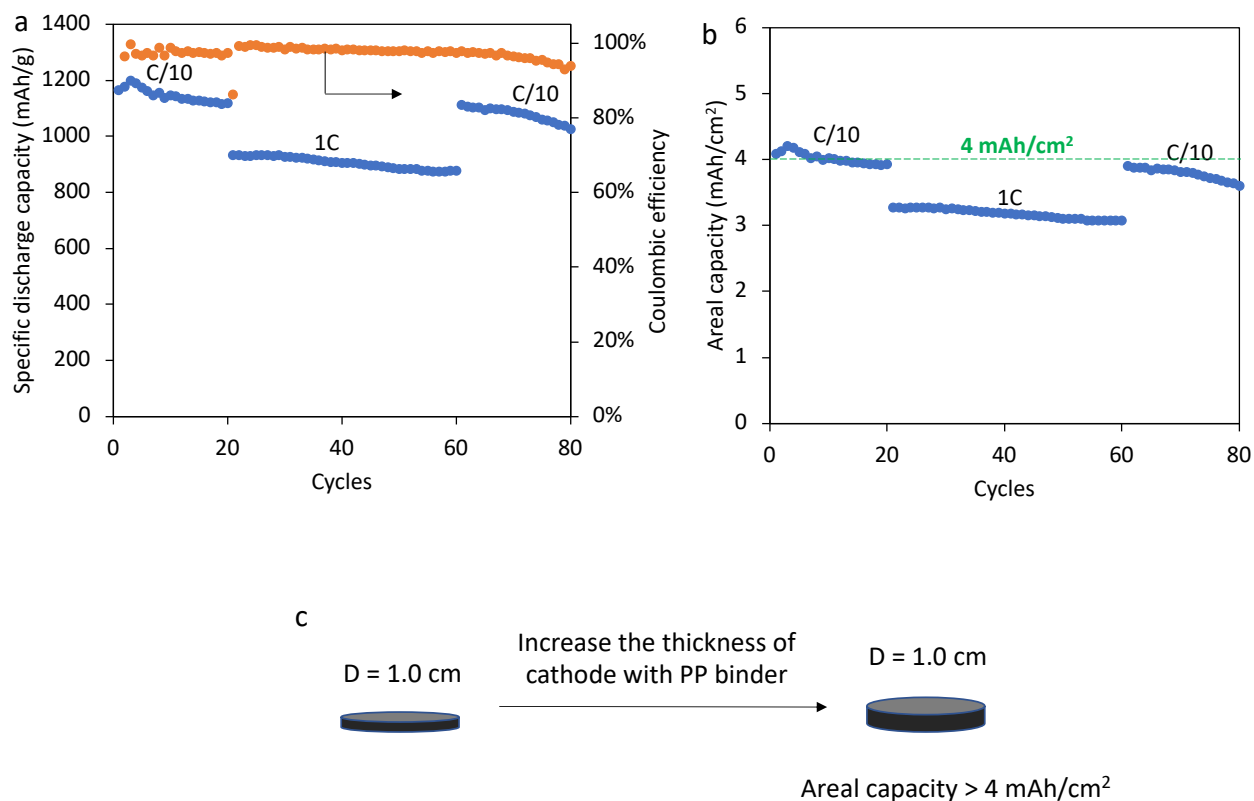 a
Specific discharge capacity (mAh/g)
1400
1200
1000
800
600
400
200
0
C/10
1C
C/10
100%
80%
60%
40%
20%
0%
Coulombic efficiency
0 20 40 60 80
Cycles
b
Areal capacity (mAh/cm²)
6
5
4
3
2
1
0
C/10
4 mAh/cm²
C/10
1C
0 20 40 60 80
Cycles
c
D = 1.0 cm
Increase the thickness of
cathode with PP binder
D = 1.0 cm
Areal capacity > 4 mAh/cm²